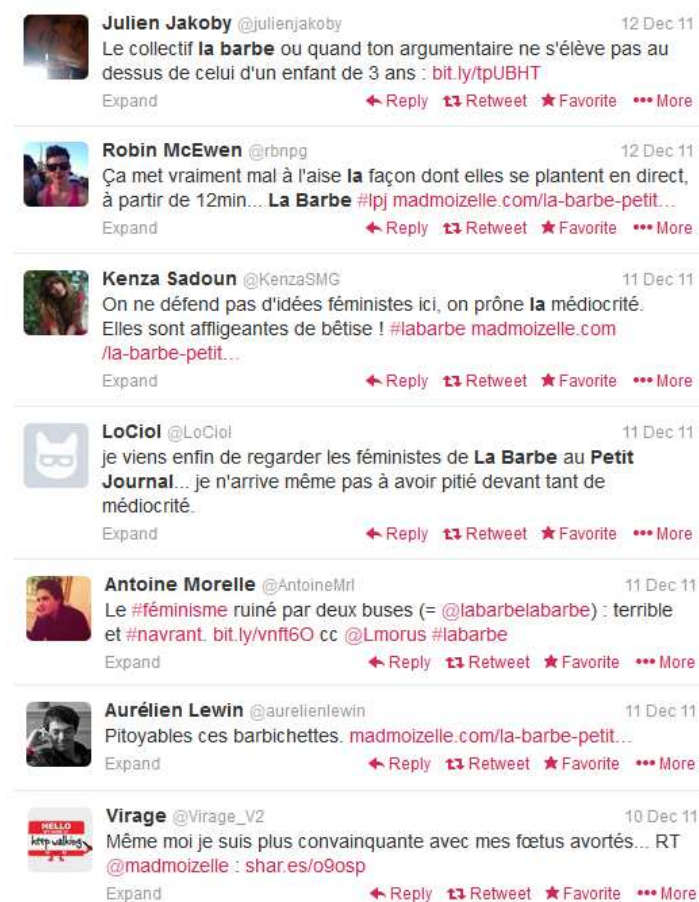 Julien Jakoby @julienjakoby 12 Dec 11
Le collectif la barbe ou quand ton argumentaire ne s'élève pas au
dessus de celui d'un enfant de 3 ans : bit.ly/tpUBHT
Expand Reply Retweet Favorite More
Robin McEwen @rbnpg 12 Dec 11
Ça met vraiment mal à l'aise la façon dont elles se plantent en direct,
à partir de 12min... La Barbe #lpj madmoizelle.com/la-barbe-petit...
Expand Reply Retweet Favorite More
Kenza Sadoun @KenzaSMG 11 Dec 11
On ne défend pas d'idées féministes ici, on prône la médiocrité.
Elles sont affligeantes de bêtise ! #labarbe madmoizelle.com
/la-barbe-petit...
Expand Reply Retweet Favorite More
LoCiol @LoCiol 11 Dec 11
je viens enfin de regarder les féministes de La Barbe au Petit
Journal... je n'arrive même pas à avoir pitié devant tant de
médiocrité.
Expand Reply Retweet Favorite More
Antoine Morelle @AntoineMrl 11 Dec 11
Le #féminisme ruiné par deux buses (= @labarbelabarbe) : terrible
et #navrant. bit.ly/vnft6O cc @Lmorus #labarbe
Expand Reply Retweet Favorite More
Aurélien Lewin @aurelienlewin 11 Dec 11
Pitoyables ces barbichettes. madmoizelle.com/la-barbe-petit...
Expand Reply Retweet Favorite More
HELLO
keep walking
Virage @Virage_V2 10 Dec 11
Même moi je suis plus convainquante avec mes fœtus avortés... RT
@madmoizelle : shar.es/o9osp
Expand Reply Retweet Favorite More